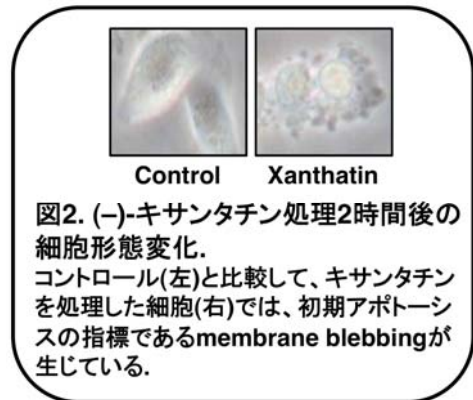 Control Xanthatin
図2. (–)-キサンタチン処理2時間後の
細胞形態変化.
コントロール(左)と比較して、キサンタチン
を処理した細胞(右)では、初期アポトーシ
スの指標であるmembrane blebbingが
生じている.